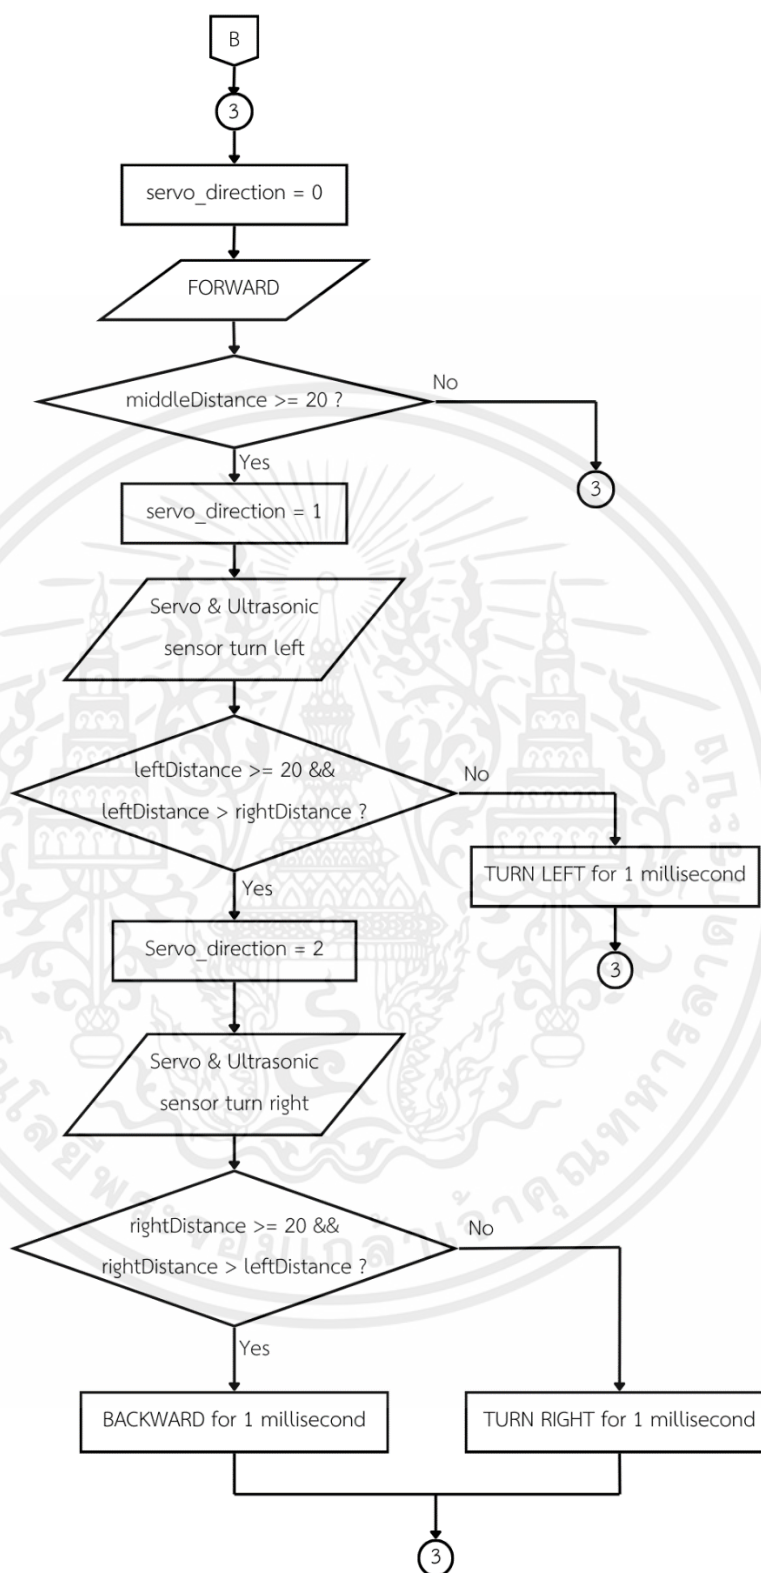 B
3
servo_direction = 0
FORWARD
middleDistance >= 20 ?
No
Yes
3
servo_direction = 1
Servo & Ultrasonic
sensor turn left
leftDistance >= 20 &&
leftDistance > rightDistance ?
No
TURN LEFT for 1 millisecond
Yes
3
Servo_direction = 2
Servo & Ultrasonic
sensor turn right
rightDistance >= 20 &&
rightDistance > leftDistance ?
No
Yes
BACKWARD for 1 millisecond
TURN RIGHT for 1 millisecond
3